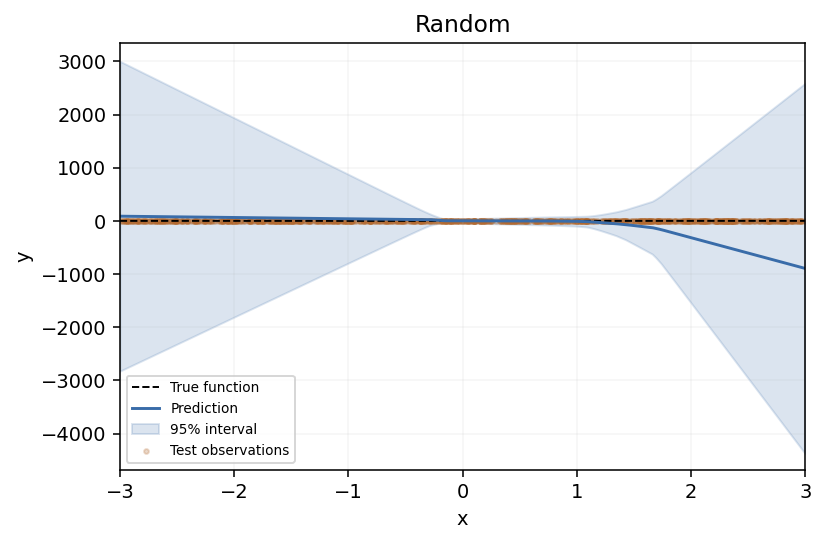 Random
3000
2000
1000
0
−1000
−2000
−3000
−4000
y
True function
Prediction
95% interval
Test observations
−3 −2 −1 0 1 2 3
x